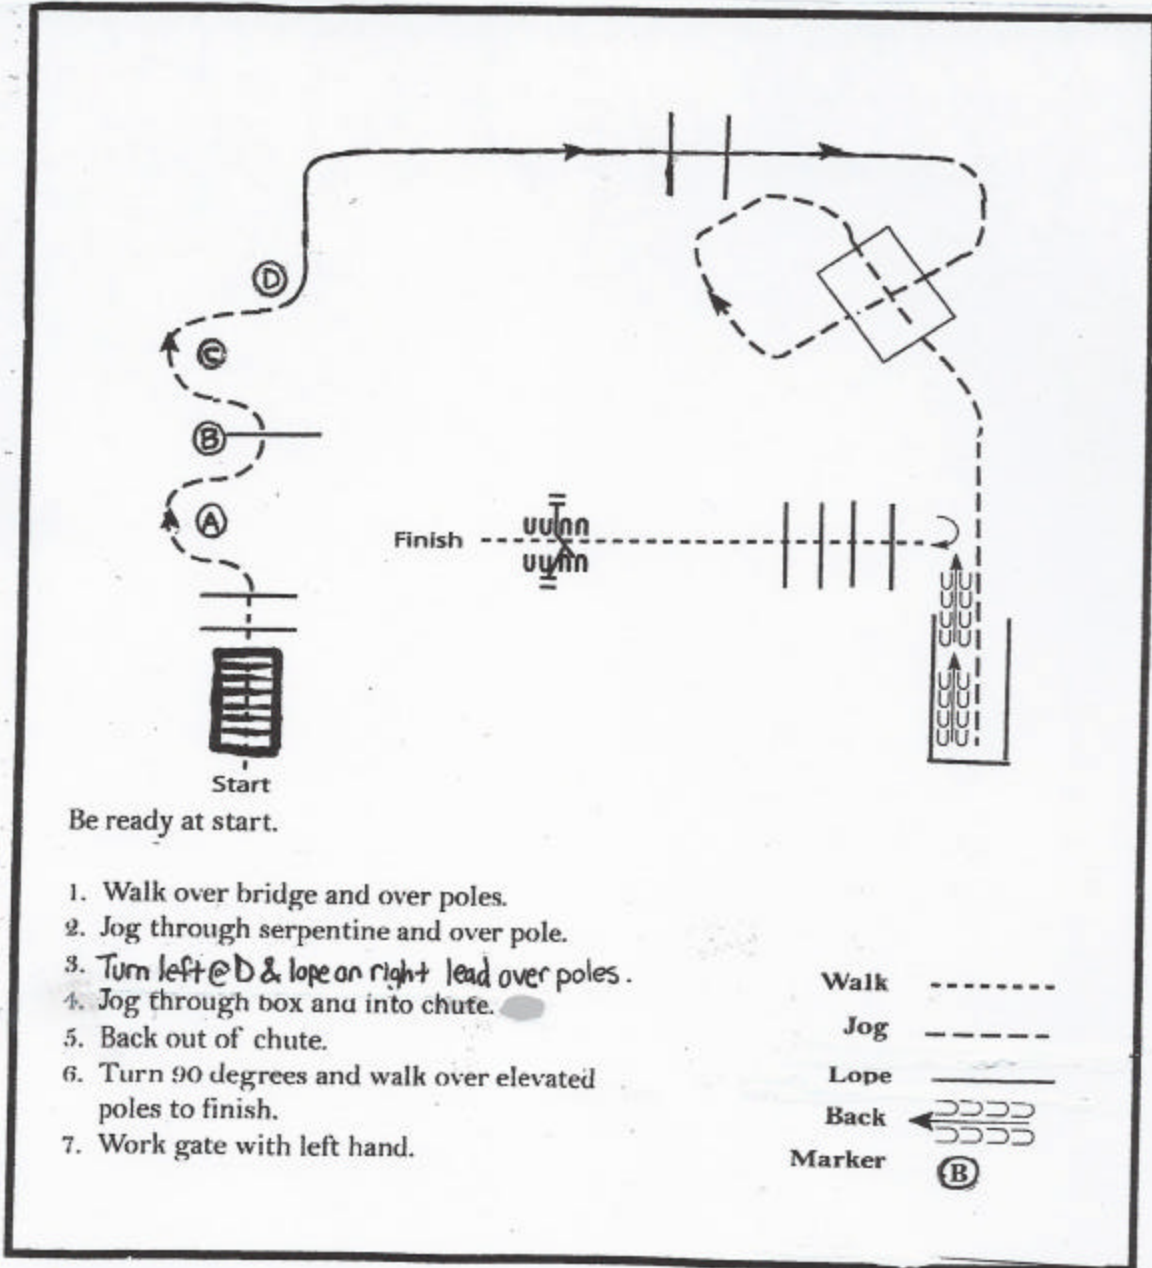 D
C
B
A
Finish
Start
Be ready at start.
1. Walk over bridge and over poles.
2. Jog through serpentine and over pole.
3. Turn left @ D & lope on right lead over poles.
4. Jog through box and into chute.
5. Back out of chute.
6. Turn 90 degrees and walk over elevated
poles to finish.
7. Work gate with left hand.
Walk
Jog
Lope
Back
Marker B